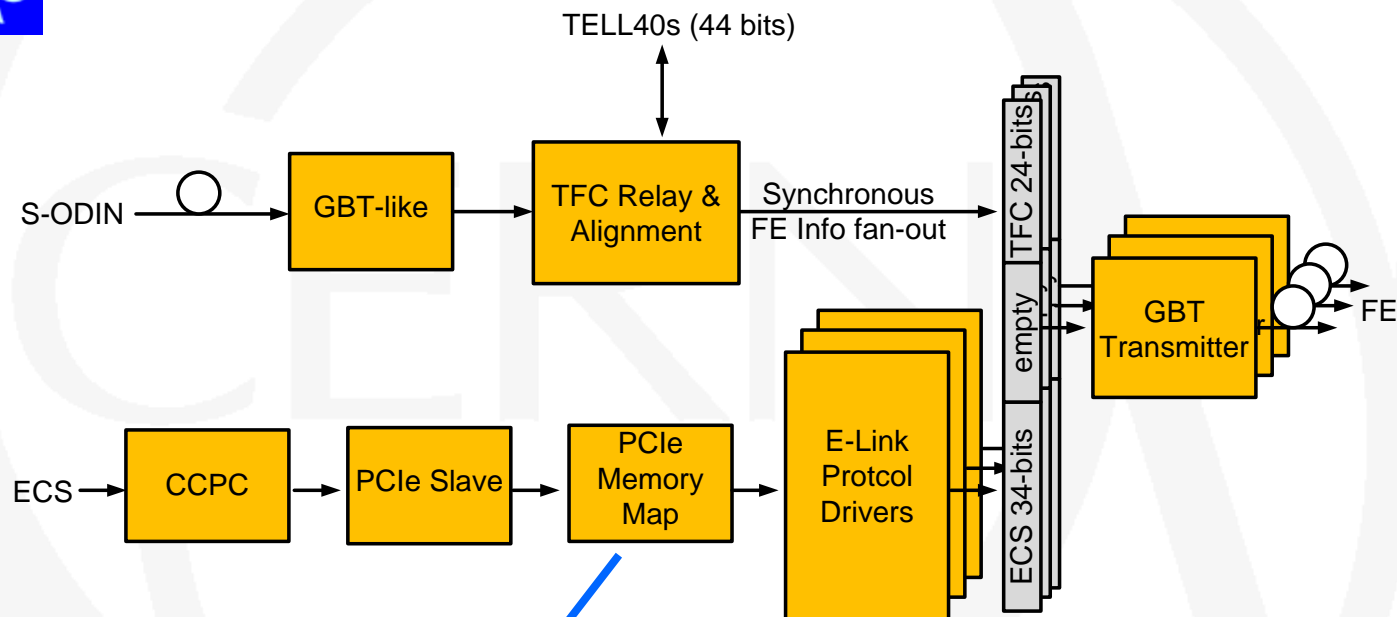 TELL40s (44 bits)
S-ODIN
GBT-like
TFC Relay &
Alignment
Synchronous
FE Info fan-out
TFC 24-bits
empty
ECS 34-bits
GBT
Transmitter
FE
ECS
CCPC
PCIe Slave
PCIe
Memory
Map
E-Link
Protcol
Drivers
CERN